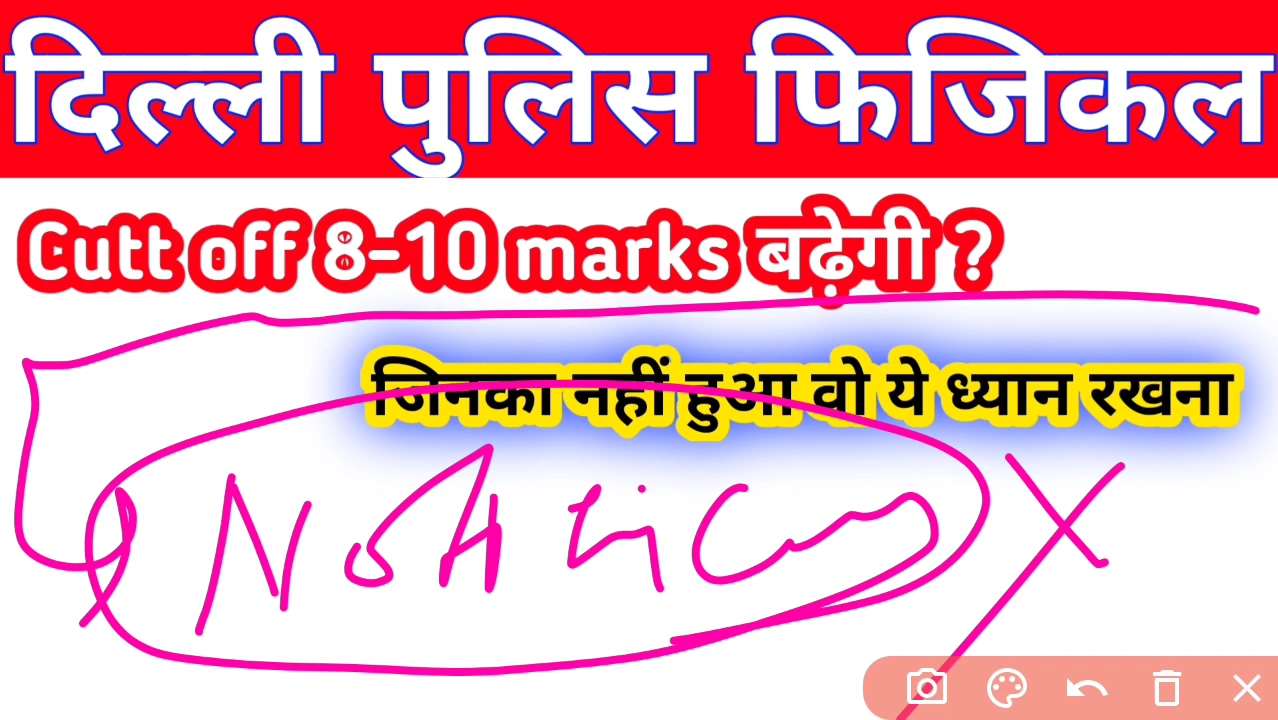 दिल्ली पुलिस फिजिकल
Cutt off 8-10 marks बढ़ेगी ?
जिनका नहीं हुआ वो ये ध्यान रखना